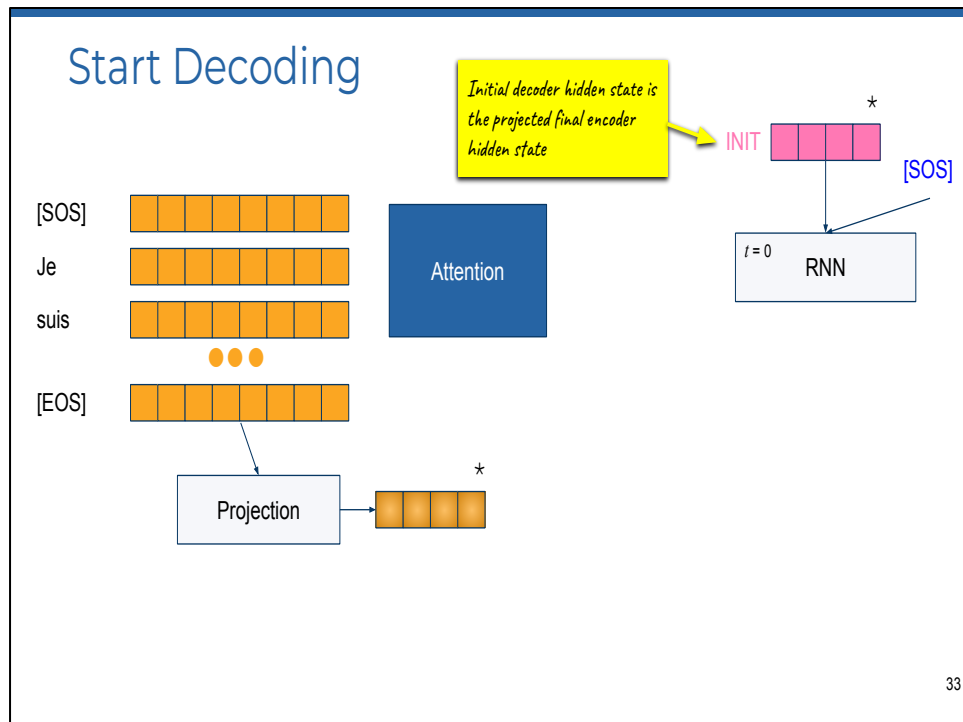 Start Decoding
Initial decoder hidden state is
the projected final encoder
hidden state
*
INIT
[SOS]
t = 0
RNN
[SOS]
Je
suis
[EOS]
Attention
Projection
*
33